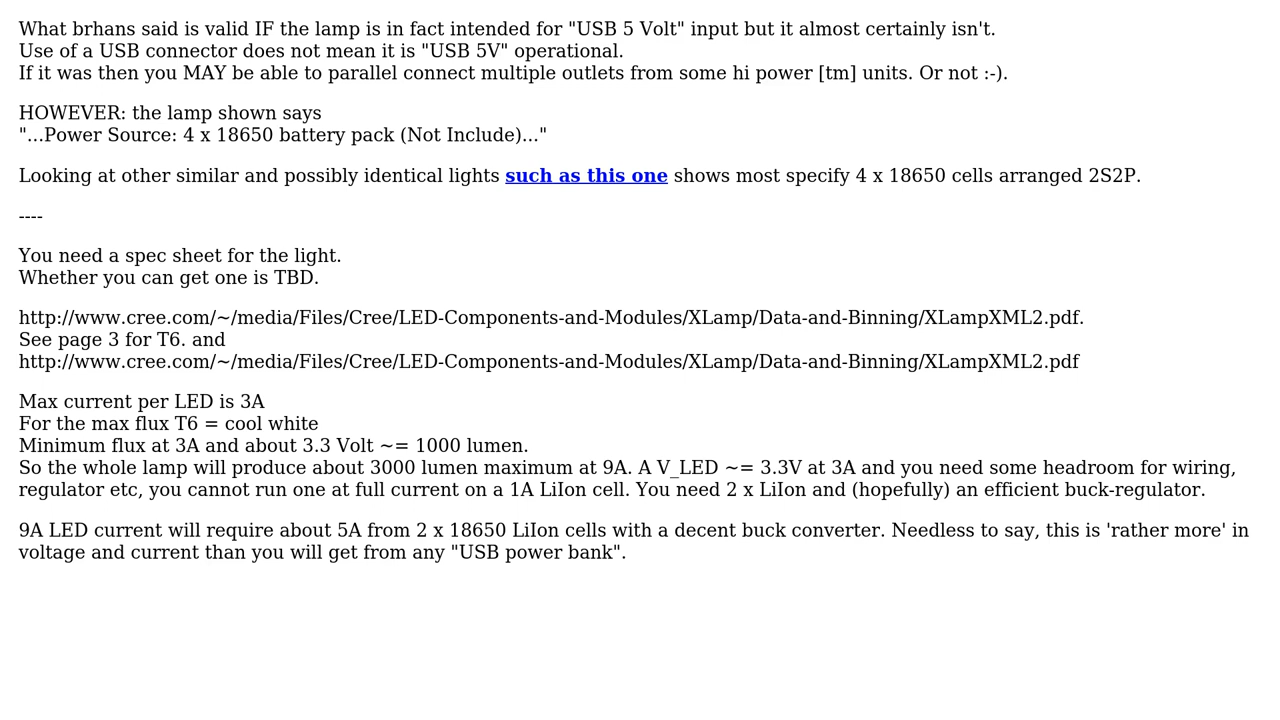 What brhans said is valid IF the lamp is in fact intended for "USB 5 Volt" input but it almost certainly isn't.
Use of a USB connector does not mean it is "USB 5V" operational.
If it was then you MAY be able to parallel connect multiple outlets from some hi power [tm] units. Or not :-).
HOWEVER: the lamp shown says
"...Power Source: 4 x 18650 battery pack (Not Include)..."
Looking at other similar and possibly identical lights such as this one shows most specify 4 x 18650 cells arranged 2S2P.
----
You need a spec sheet for the light.
Whether you can get one is TBD.
http://www.cree.com/~/media/Files/Cree/LED-Components-and-Modules/XLamp/Data-and-Binning/XLampXML2.pdf.
See page 3 for T6. and
http://www.cree.com/~/media/Files/Cree/LED-Components-and-Modules/XLamp/Data-and-Binning/XLampXML2.pdf
Max current per LED is 3A
For the max flux T6 = cool white
Minimum flux at 3A and about 3.3 Volt ~= 1000 lumen.
So the whole lamp will produce about 3000 lumen maximum at 9A. A V_LED ~= 3.3V at 3A and you need some headroom for wiring,
regulator etc, you cannot run one at full current on a 1A LiIon cell. You need 2 x LiIon and (hopefully) an efficient buck-regulator.
9A LED current will require about 5A from 2 x 18650 LiIon cells with a decent buck converter. Needless to say, this is 'rather more' in
voltage and current than you will get from any "USB power bank".